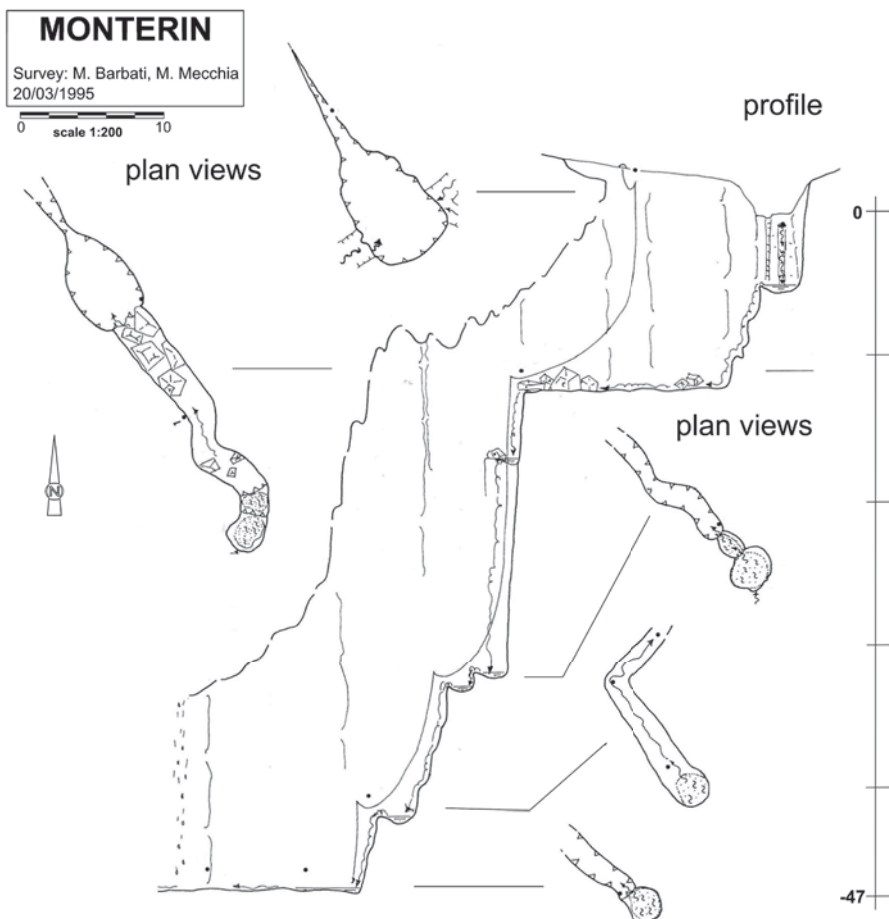 MONTERIN
Survey: M. Barbati, M. Mecchia
20/03/1995
0 10
scale 1:200
profile
plan views
0
N
plan views
-47